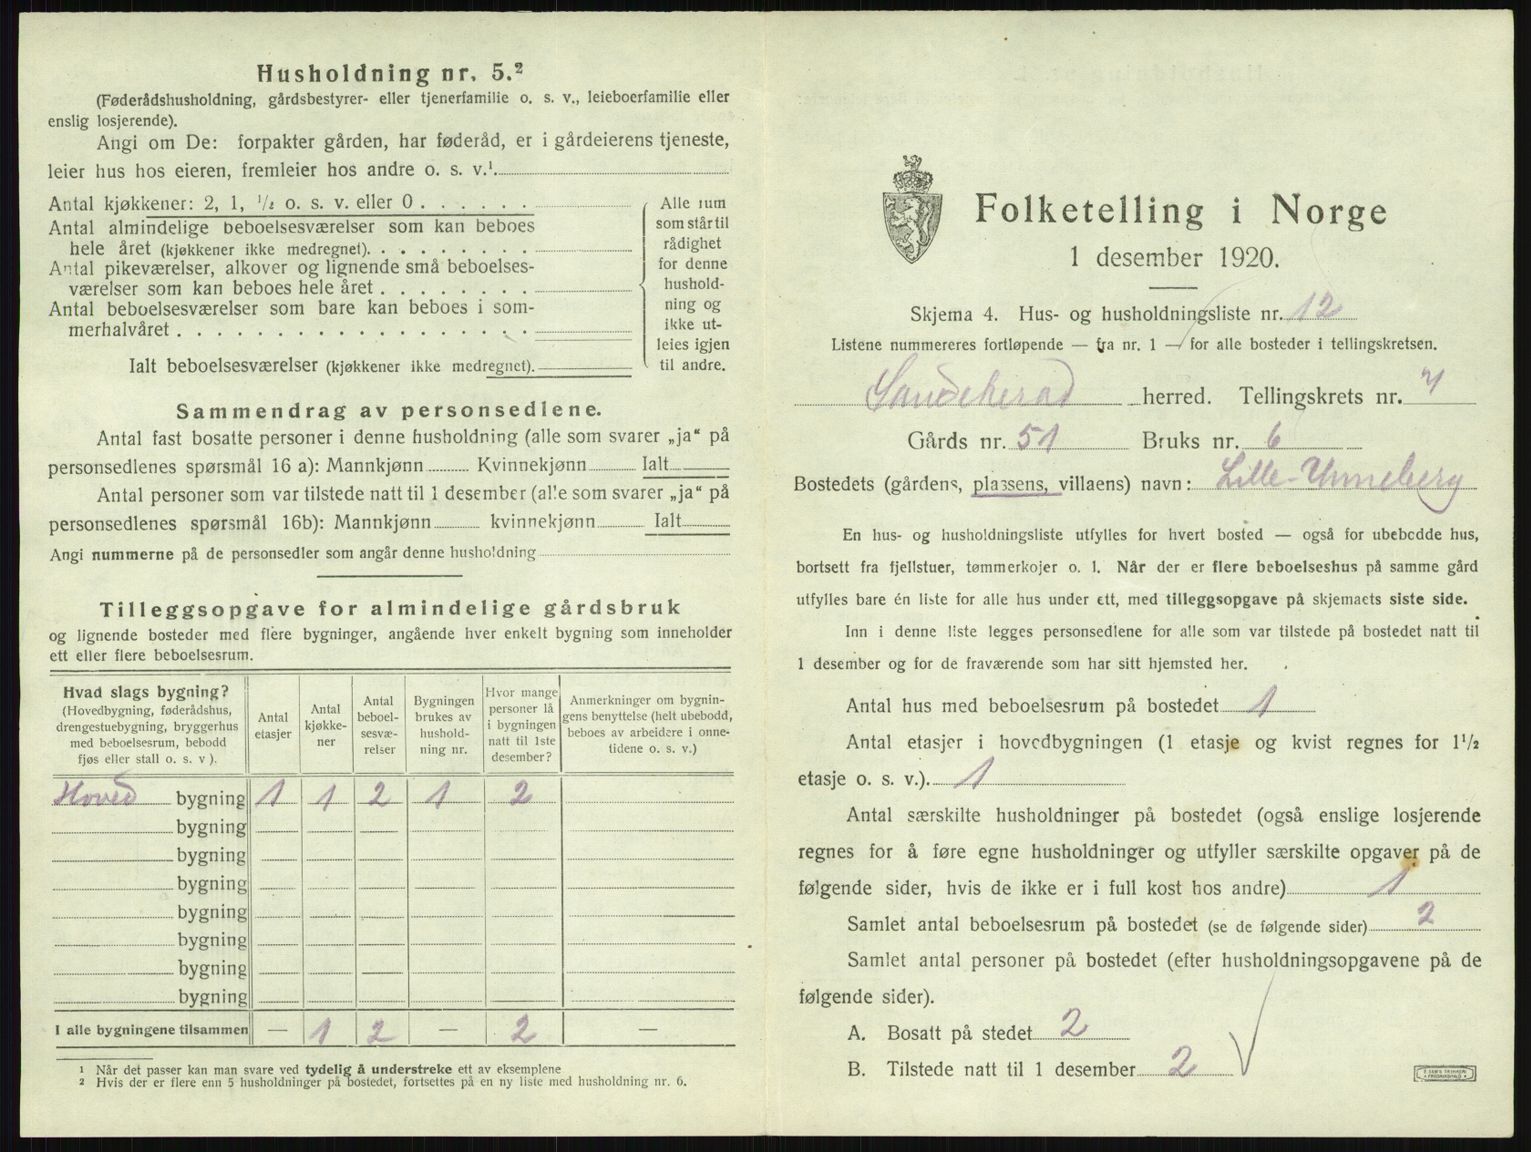 Husholdning nr. 5.²
(Føderådshusholdning, gårdsbestyrer- eller tjenerfamilie o. s. v., leieboerfamilie eller
enslig losjerende).
Angi om De: forpakter gården, har føderåd, er i gårdeierens tjeneste,
leier hus hos eieren, fremleier hos andre o. s. v.¹
Antal kjøkkener: 2, 1, ½ o. s. v. eller 0
Antal almindelige beboelsesværelser som kan beboes
hele året (kjøkkener ikke medregnet).
Antal pikeværelser, alkover og lignende små beboelses-
værelser som kan beboes hele året
Antal beboelsesværelser som bare kan beboes i som-
merhalvåret
Ialt beboelsesværelser (kjøkkener ikke medregnet).
Alle rum
som står til
rådighet
for denne
hushold-
ning og
ikke ut-
leies igjen
til andre.
Sammendrag av personsedlene.
Antal fast bosatte personer i denne husholdning (alle som svarer „ja“ på
personsedlenes spørsmål 16 a): Mannkjønn Kvinnekjønn Ialt
Antal personer som var tilstede natt til 1 desember (alle som svarer „ja“ på
personsedlenes spørsmål 16b): Mannkjønn kvinnekjønn Ialt
Angi nummerne på de personsedler som angår denne husholdning
Tilleggsopgave for almindelige gårdsbruk
og lignende bosteder med flere bygninger, angående hver enkelt bygning som inneholder
ett eller flere beboelsesrum.
Hvad slags bygning?
(Hovedbygning, føderådshus,
drengestuebygning, bryggerhus
med beboelsesrum, bebodd
fjøs eller stall o. s. v ).
Antal
etasjer
Antal
kjøkke-
ner
Antal
beboel-
sesvæ-
relser
Bygningen
brukes av
hushold-
ning nr.
Hvor mange
personer lå
i bygningen
natt til 1ste
desember?
Anmerkninger om bygnin-
gens benyttelse (helt ubebodd,
beboes av arbeidere i onne-
tidene o. s. v.)
Hoved bygning 1 1 2 1 2
bygning
bygning
bygning
bygning
bygning
bygning
bygning
I alle bygningene tilsammen — 1 2 — 2 —
¹ Når det passer kan man svare ved tydelig å understreke ett av eksemplene
² Hvis der er flere enn 5 husholdninger på bostedet, fortsettes på en ny liste med husholdning nr. 6.
Folketelling i Norge
1 desember 1920.
Skjema 4. Hus- og husholdningsliste nr. 12
Listene nummereres fortløpende — fra nr. 1 — for alle bosteder i tellingskretsen.
Sandeherad herred. Tellingskrets nr. 7
Gårds nr. 51 Bruks nr. 6
Bostedets (gårdens, plassens, villaens) navn: Lille-Unneberg
En hus- og husholdningsliste utfylles for hvert bosted — også for ubebodde hus,
bortsett fra fjellstuer, tømmerkojer o. l. Når der er flere beboelseshus på samme gård
utfylles bare én liste for alle hus under ett, med tilleggsopgave på skjemaets siste side.
Inn i denne liste legges personsedlene for alle som var tilstede på bostedet natt til
1 desember og for de fraværende som har sitt hjemsted her.
Antal hus med beboelsesrum på bostedet 1
Antal etasjer i hovedbygningen (1 etasje og kvist regnes for 1½
etasje o. s. v.). 1
Antal særskilte husholdninger på bostedet (også enslige losjerende
regnes for å føre egne husholdninger og utfyller særskilte opgaver på de
følgende sider, hvis de ikke er i full kost hos andre) 1
Samlet antal beboelsesrum på bostedet (se de følgende sider) 2
Samlet antal personer på bostedet (efter husholdningsopgavene på de
følgende sider).
A. Bosatt på stedet 2
B. Tilstede natt til 1 desember 2